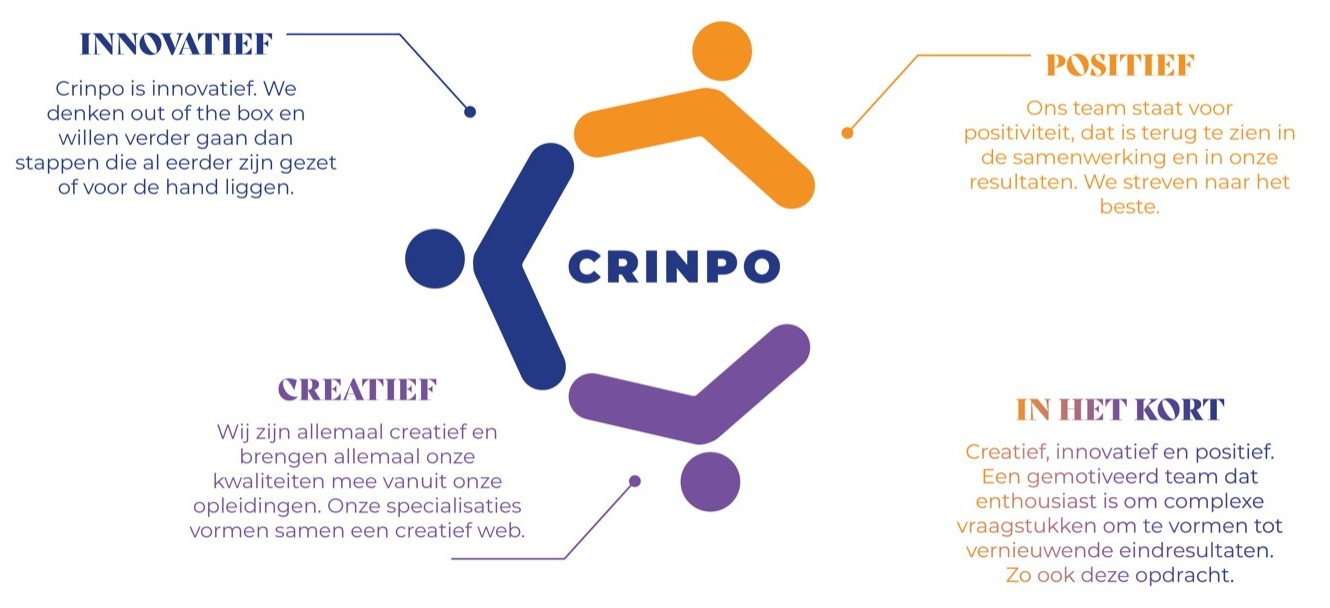 INNOVATIEF
Crinpo is innovatief. We
denken out of the box en
willen verder gaan dan
stappen die al eerder zijn gezet
of voor de hand liggen.
POSITIEF
Ons team staat voor
positiviteit, dat is terug te zien in
de samenwerking en in onze
resultaten. We streven naar het
beste.
CRINPO
CREATIEF
Wij zijn allemaal creatief en
brengen allemaal onze
kwaliteiten mee vanuit onze
opleidingen. Onze specialisaties
vormen samen een creatief web.
IN HET KORT
Creatief, innovatief en positief.
Een gemotiveerd team dat
enthousiast is om complexe
vraagstukken om te vormen tot
vernieuwende eindresultaten.
Zo ook deze opdracht.